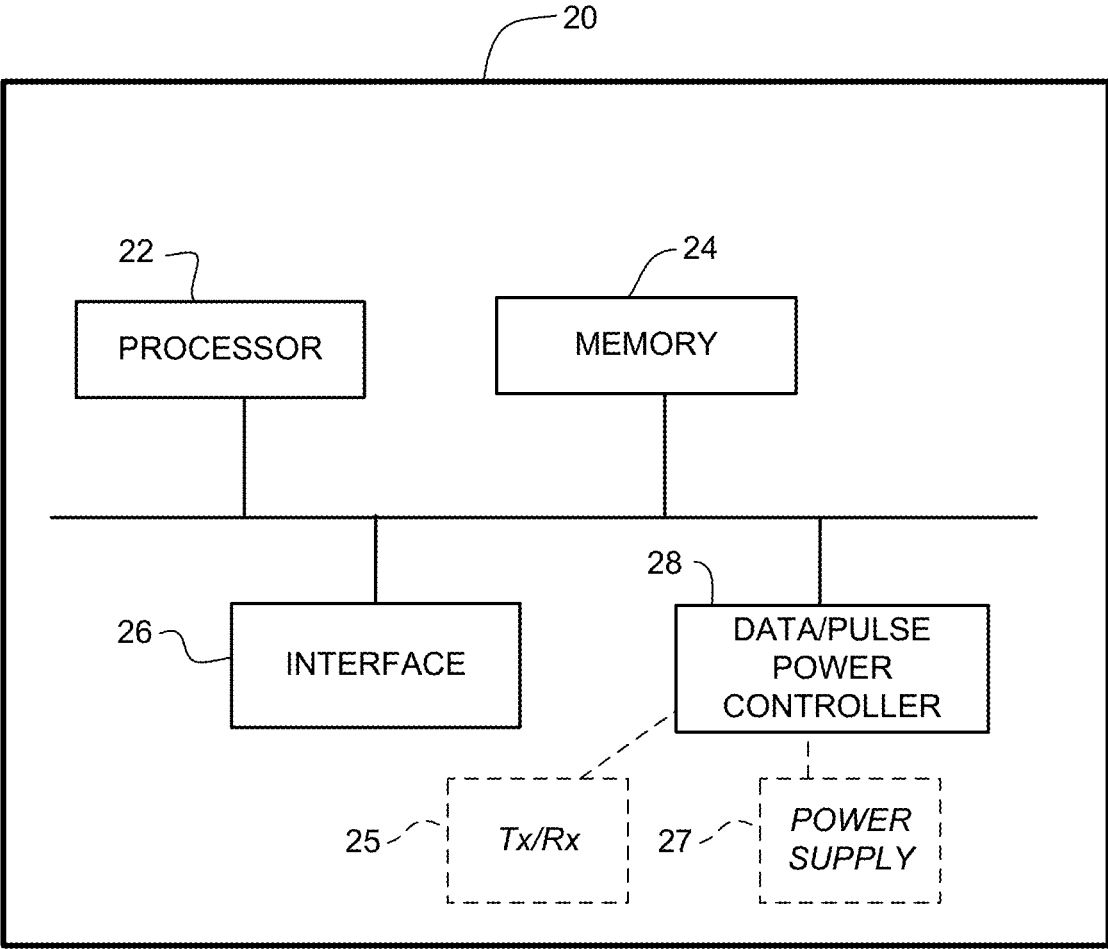 20
22
24
PROCESSOR
MEMORY
28
26
INTERFACE
DATA/PULSE
POWER
CONTROLLER
25
Tx/Rx
27
POWER
SUPPLY